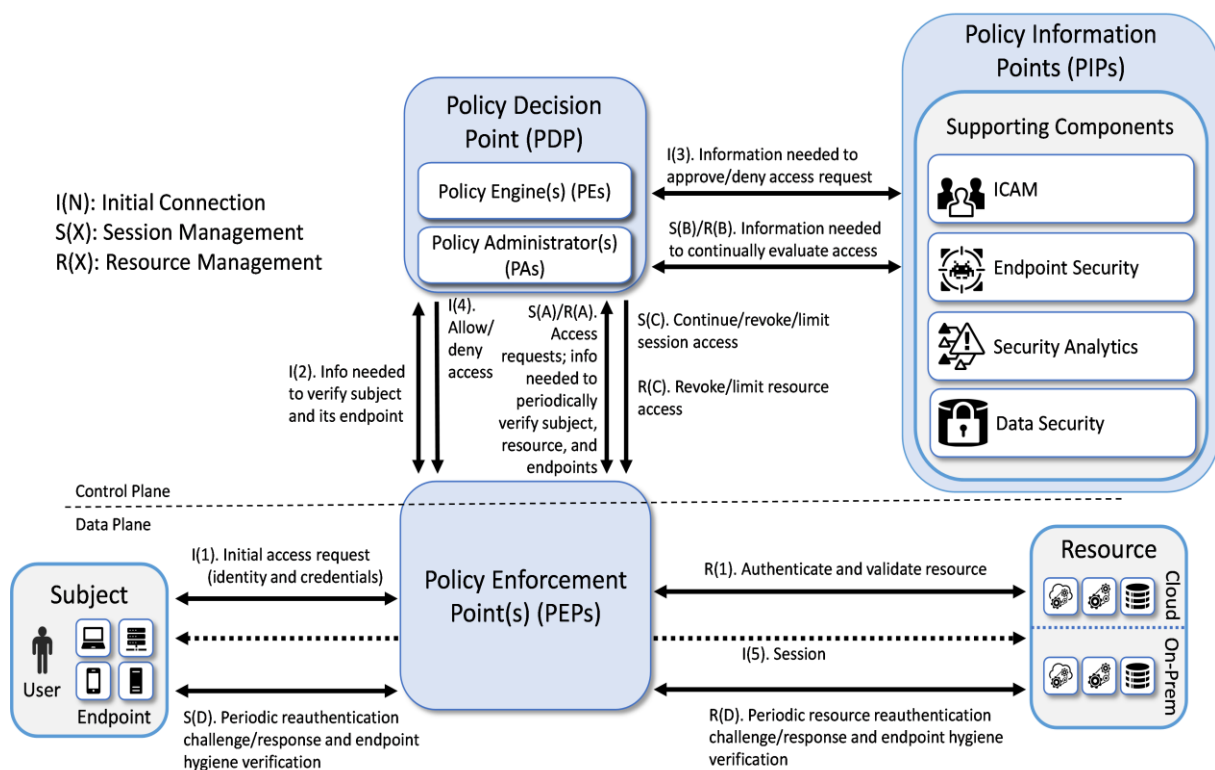 Policy Information
Points (PIPs)
Supporting Components
ICAM
Endpoint Security
Security Analytics
Data Security
Policy Decision
Point (PDP)
Policy Engine(s) (PEs)
Policy Administrator(s)
(PAs)
I(3). Information needed to
approve/deny access request
S(B)/R(B). Information needed
to continually evaluate access
I(N): Initial Connection
S(X): Session Management
R(X): Resource Management
I(2). Info needed
to verify subject
and its endpoint
I(4).
Allow/
deny
access
S(A)/R(A).
Access
requests; info
needed to
periodically
verify subject,
resource, and
endpoints
S(C). Continue/revoke/limit
session access
R(C). Revoke/limit resource
access
Control Plane
Data Plane
Subject
User
Endpoint
I(1). Initial access request
(identity and credentials)
S(D). Periodic reauthentication
challenge/response and endpoint
hygiene verification
Policy Enforcement
Point(s) (PEPs)
R(1). Authenticate and validate resource
I(5). Session
R(D). Periodic resource reauthentication
challenge/response and endpoint hygiene
verification
Resource
Cloud
On-Prem